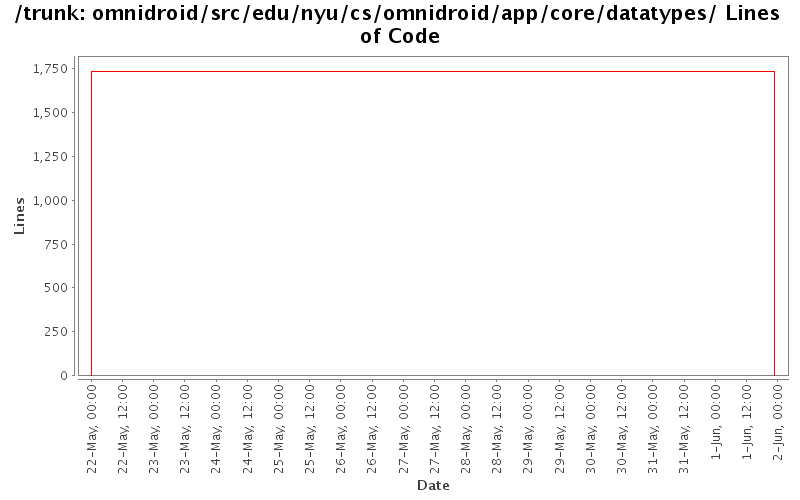 /trunk: omnidroid/src/edu/nyu/cs/omnidroid/app/core/datatypes/ Lines
of Code
1,750
1,500
1,250
1,000
750
500
250
0
Lines
22-May, 00:00
22-May, 12:00
23-May, 00:00
23-May, 12:00
24-May, 00:00
24-May, 12:00
25-May, 00:00
25-May, 12:00
26-May, 00:00
26-May, 12:00
27-May, 00:00
27-May, 12:00
28-May, 00:00
28-May, 12:00
29-May, 00:00
29-May, 12:00
30-May, 00:00
30-May, 12:00
31-May, 00:00
31-May, 12:00
1-Jun, 00:00
1-Jun, 12:00
2-Jun, 00:00
Date